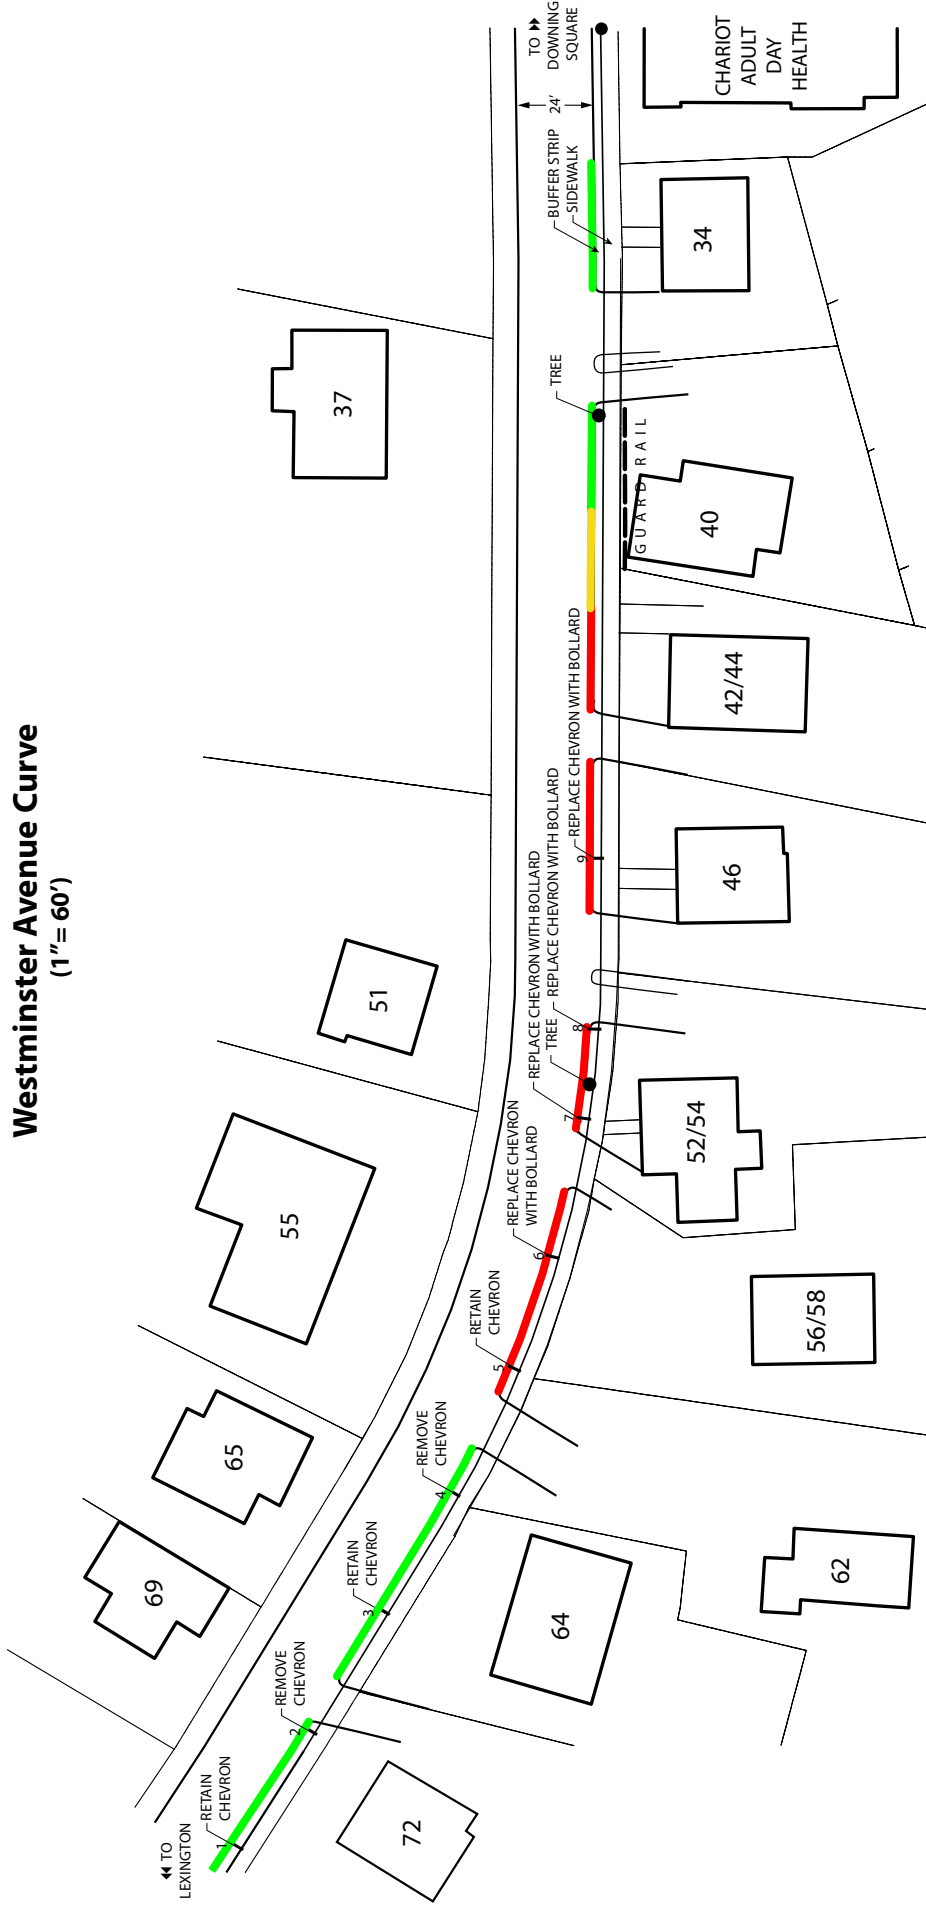 Westminster Avenue Curve
(1”= 60’)
◄◄ TO
LEXINGTON
1
RETAIN
CHEVRON
2
REMOVE
CHEVRON
3
RETAIN
CHEVRON
4
REMOVE
CHEVRON
5
RETAIN
CHEVRON
6
REPLACE CHEVRON
WITH BOLLARD
7
REPLACE CHEVRON WITH BOLLARD
TREE
8
REPLACE CHEVRON WITH BOLLARD
9
REPLACE CHEVRON WITH BOLLARD
TREE
GUARD RAIL
BUFFER STRIP
SIDEWALK
24’
TO ►►
DOWNING
SQUARE
69
65
55
51
37
72
64
62
56/58
52/54
46
42/44
40
34
CHARIOT
ADULT
DAY
HEALTH